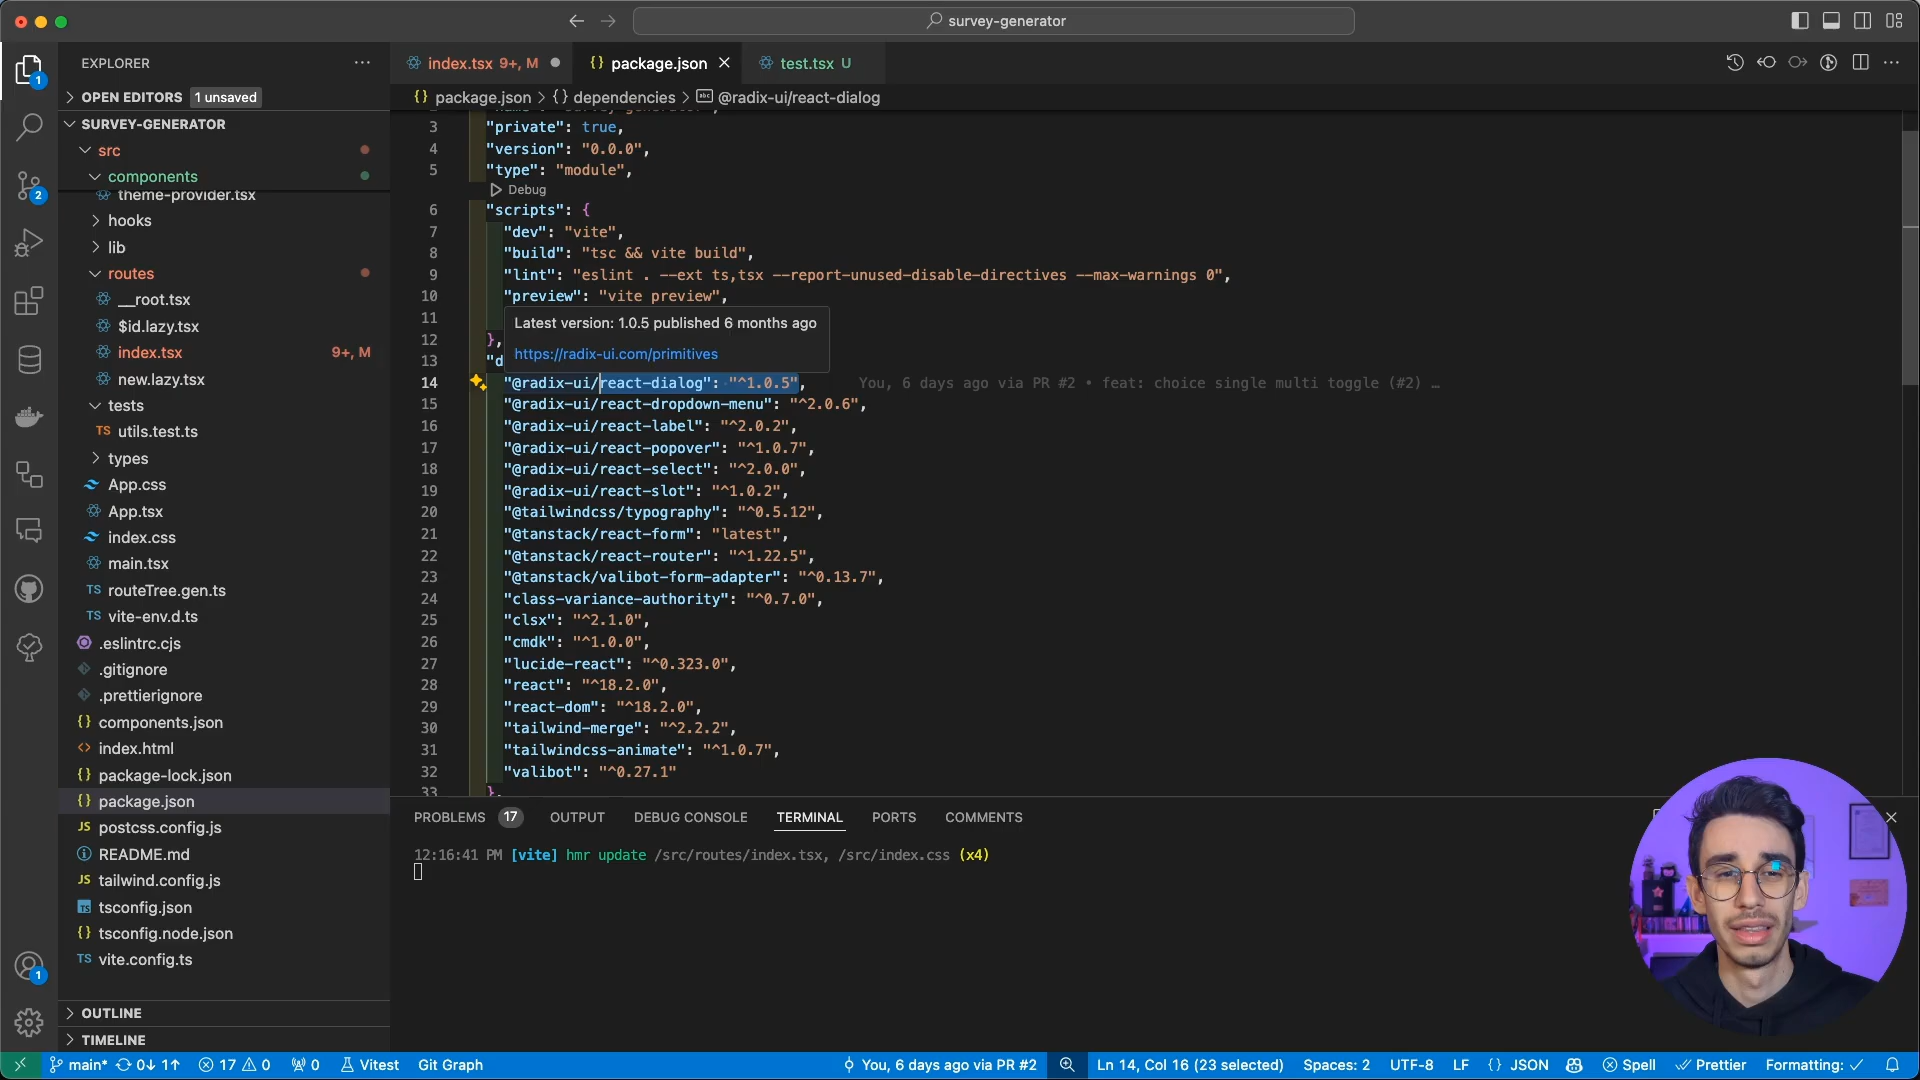 survey-generator
EXPLORER
OPEN EDITORS 1 unsaved
SURVEY-GENERATOR
src
components
theme-provider.tsx
hooks
lib
routes
__root.tsx
$id.lazy.tsx
index.tsx 9+, M
new.lazy.tsx
tests
TS utils.test.ts
types
App.css
App.tsx
index.css
main.tsx
TS routeTree.gen.ts
TS vite-env.d.ts
.eslintrc.cjs
.gitignore
.prettierignore
{} components.json
<> index.html
{} package-lock.json
{} package.json
JS postcss.config.js
README.md
JS tailwind.config.js
TS tsconfig.json
{} tsconfig.node.json
TS vite.config.ts
OUTLINE
TIMELINE
1
2
1
index.tsx 9+, M
{} package.json
test.tsx U
{} package.json > {} dependencies > abc @radix-ui/react-dialog
3 "private": true,
4 "version": "0.0.0",
5 "type": "module",
Debug
6 "scripts": {
7 "dev": "vite",
8 "build": "tsc && vite build",
9 "lint": "eslint . --ext ts,tsx --report-unused-disable-directives --max-warnings 0",
10 "preview": "vite preview",
11
Latest version: 1.0.5 published 6 months ago
12 },
https://radix-ui.com/primitives
13 "d
14 "@radix-ui/react-dialog": "^1.0.5", You, 6 days ago via PR #2 • feat: choice single multi toggle (#2) …
15 "@radix-ui/react-dropdown-menu": "^2.0.6",
16 "@radix-ui/react-label": "^2.0.2",
17 "@radix-ui/react-popover": "^1.0.7",
18 "@radix-ui/react-select": "^2.0.0",
19 "@radix-ui/react-slot": "^1.0.2",
20 "@tailwindcss/typography": "^0.5.12",
21 "@tanstack/react-form": "latest",
22 "@tanstack/react-router": "^1.22.5",
23 "@tanstack/valibot-form-adapter": "^0.13.7",
24 "class-variance-authority": "^0.7.0",
25 "clsx": "^2.1.0",
26 "cmdk": "^1.0.0",
27 "lucide-react": "^0.323.0",
28 "react": "^18.2.0",
29 "react-dom": "^18.2.0",
30 "tailwind-merge": "^2.2.2",
31 "tailwindcss-animate": "^1.0.7",
32 "valibot": "^0.27.1"
33 },
PROBLEMS 17 OUTPUT DEBUG CONSOLE TERMINAL PORTS COMMENTS
12:16:41 PM [vite] hmr update /src/routes/index.tsx, /src/index.css (x4)
main* 0↓ 1↑ 17 0 0 Vitest Git Graph You, 6 days ago via PR #2 Ln 14, Col 16 (23 selected) Spaces: 2 UTF-8 LF {} JSON Spell Prettier Formatting: ✓